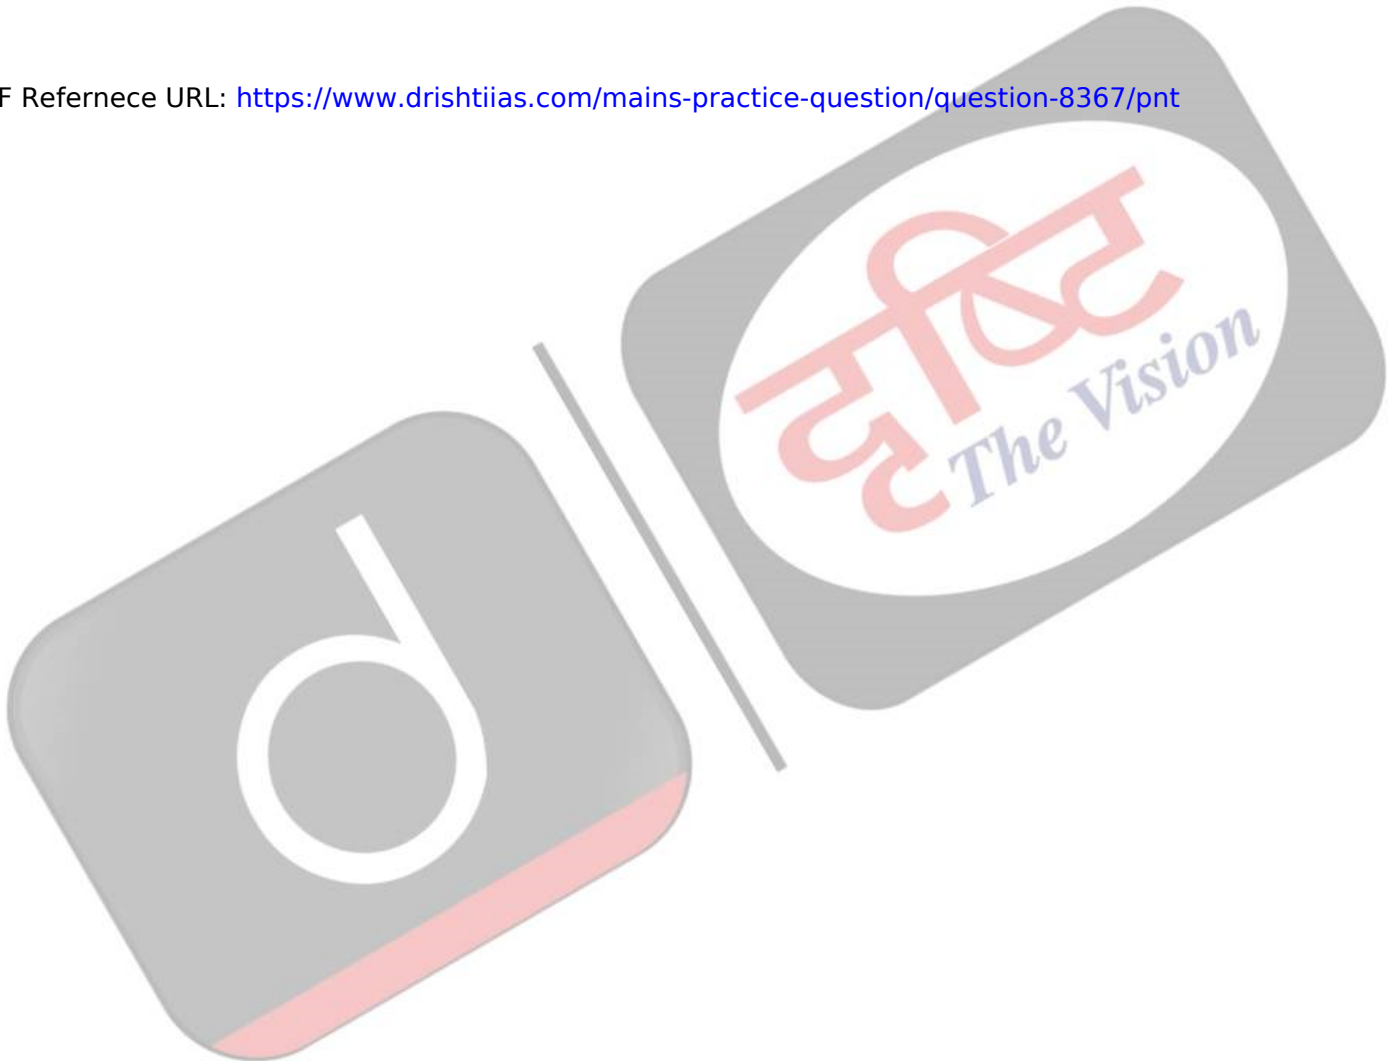 F Refernece URL: https://www.drishtiias.com/mains-practice-question/question-8367/pnt
d
दृष्टि
The Vision